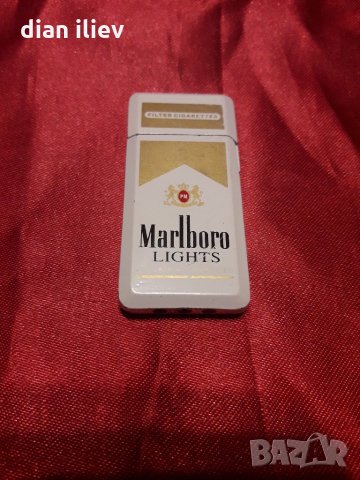 dian iliev
FILTER CIGARETTES
PM
Marlboro
LIGHTS
BAZAR